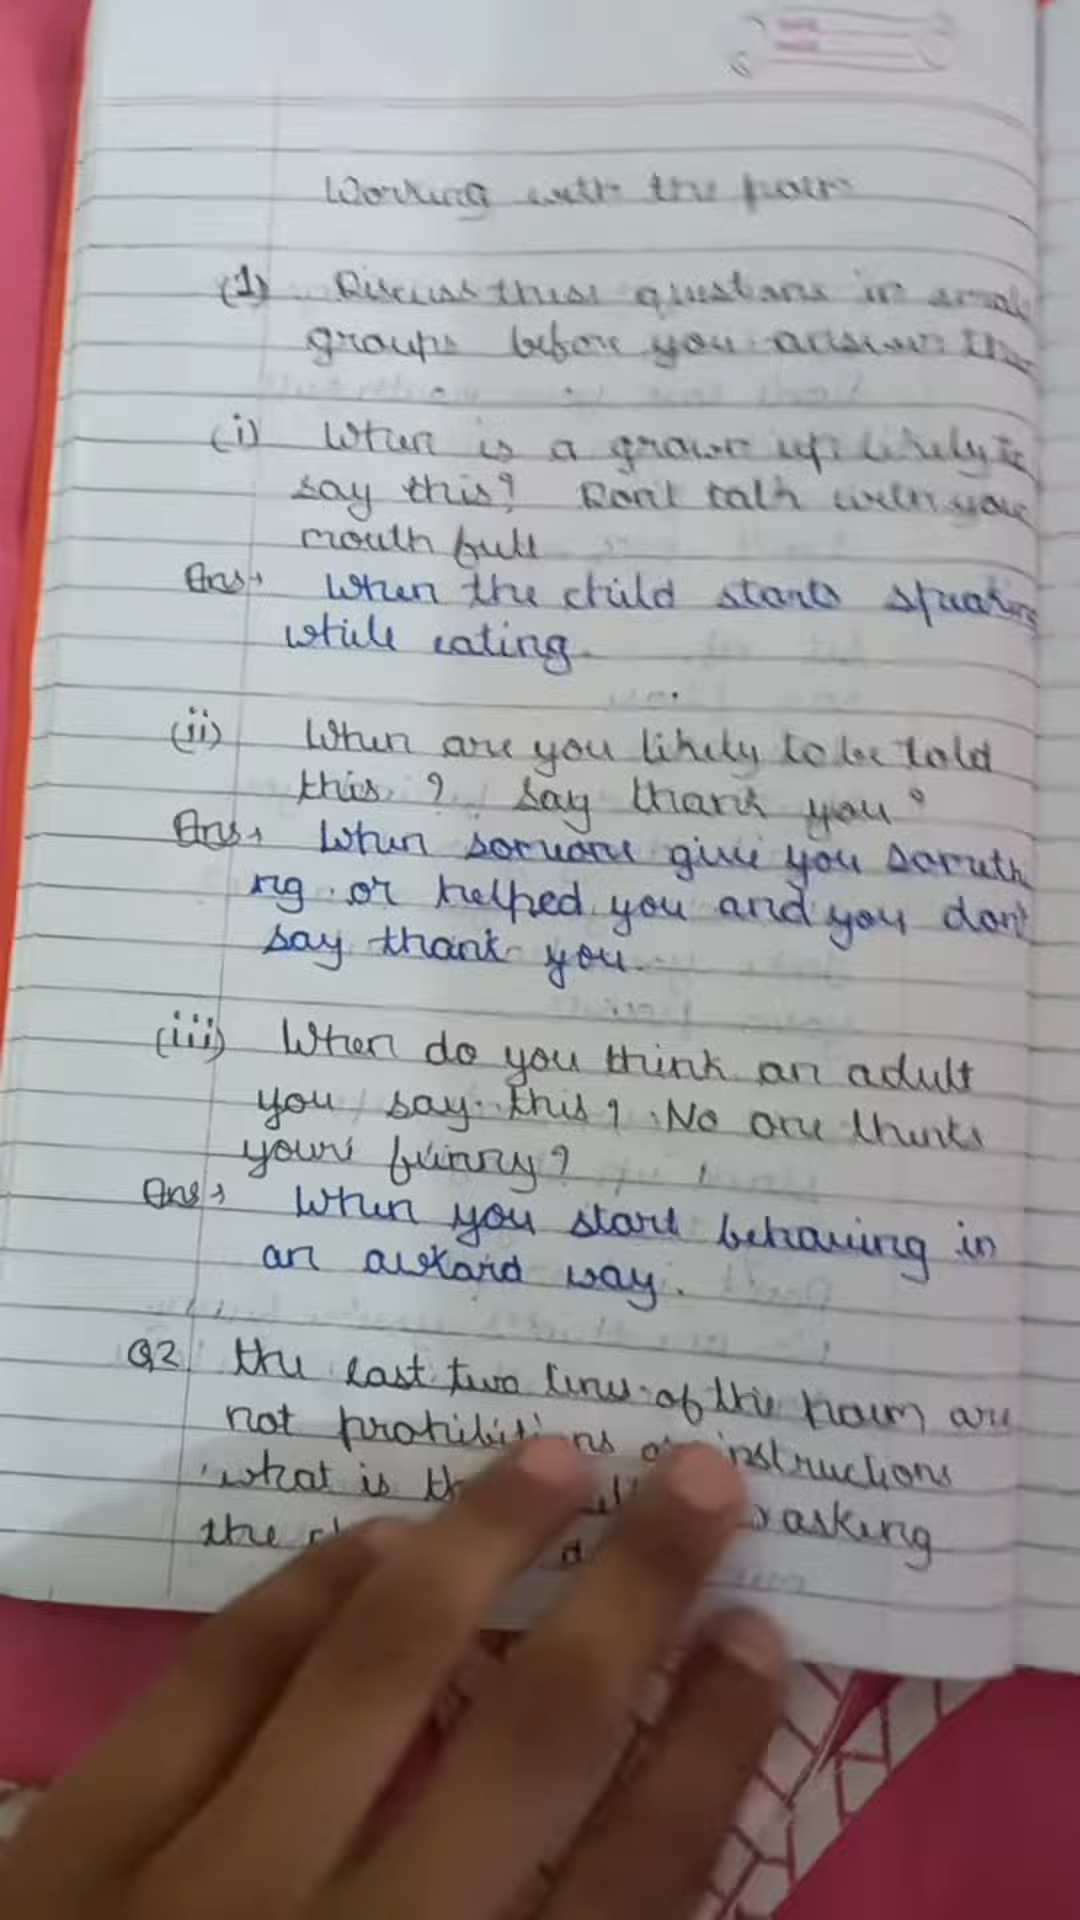 Working with the poem
(1) Discuss these questions in small
groups before you answer the
(i) When is a grown up likely to
say this? Don't talk with your
mouth full
Ans→ When the child starts speaking
while eating.
(ii) When are you likely to be told
this ? Say thank you?
Ans→ When someone give you someth
ing or helped you and you don't
say thank you.
(iii) When do you think an adult
you say this? No one thinks
your's funny?
Ans→ When you start behaving in
an awkard way.
Q2 the last two lines of the poem are
not prohibitions or instructions
what is
the asking